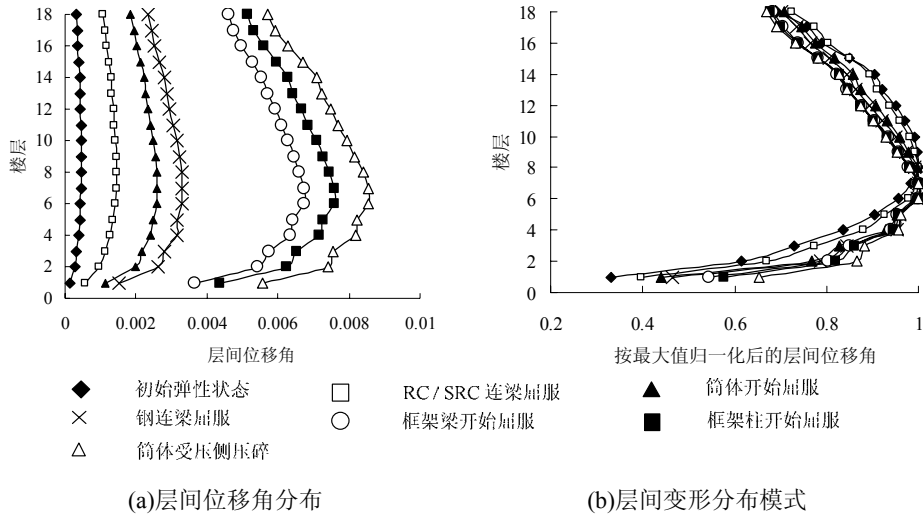 18
16
14
12
10
8
6
4
2
0
楼层
0 0.002 0.004 0.006 0.008 0.01
层间位移角
18
16
14
12
10
8
6
4
2
0
楼层
0.2 0.4 0.6 0.8 1
按最大值归一化后的层间位移角
初始弹性状态 RC/SRC 连梁屈服 筒体开始屈服
钢连梁屈服 框架梁开始屈服 框架柱开始屈服
筒体受压侧压碎
(a)层间位移角分布 (b)层间变形分布模式